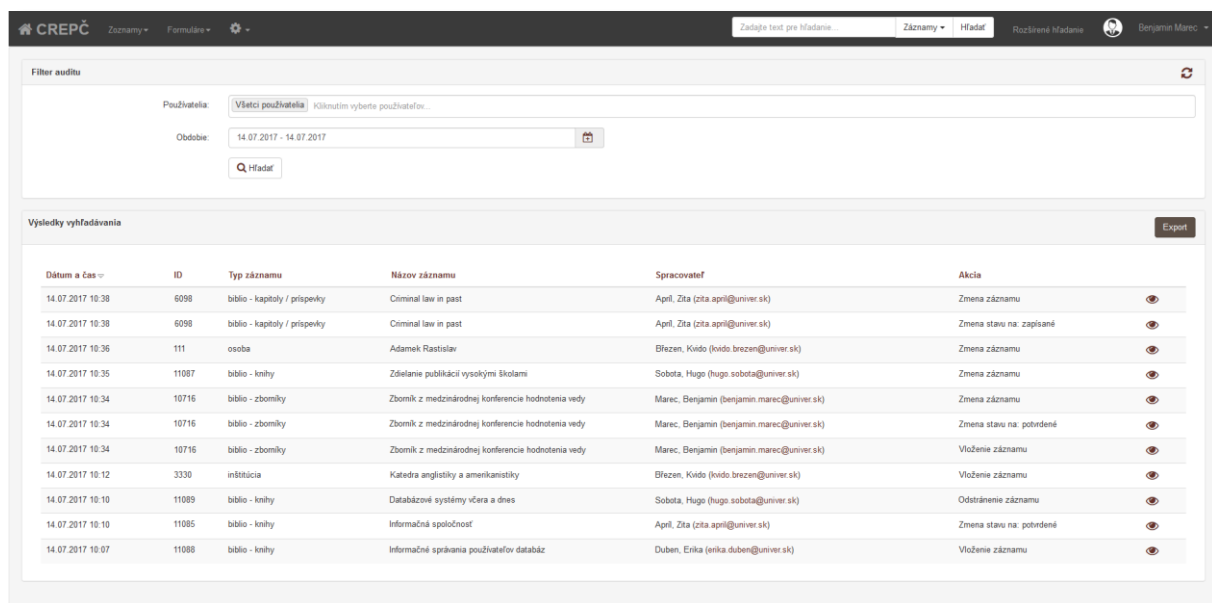 CREPČ Zoznamy Formuláre Zadajte text pre hľadanie... Záznamy Hľadať Rozšírené hľadanie Benjamin Marec
Filter auditu
Používatelia: Všetci používatelia Kliknutím vyberte používateľov...
Obdobie: 14.07.2017 - 14.07.2017
Hľadať
Výsledky vyhľadávania Export
Dátum a čas ID Typ záznamu Názov záznamu Spracovateľ Akcia
14.07.2017 10:38 6098 biblio - kapitoly / príspevky Criminal law in past Apríl, Zita (zita.april@univer.sk) Zmena záznamu
14.07.2017 10:38 6098 biblio - kapitoly / príspevky Criminal law in past Apríl, Zita (zita.april@univer.sk) Zmena stavu na: zapísané
14.07.2017 10:36 111 osoba Adamek Rastislav Březen, Kvido (kvido.brezen@univer.sk) Zmena záznamu
14.07.2017 10:35 11087 biblio - knihy Zdielanie publikácií vysokými školami Sobota, Hugo (hugo.sobota@univer.sk) Zmena záznamu
14.07.2017 10:34 10716 biblio - zborníky Zborník z medzinárodnej konferencie hodnotenia vedy Marec, Benjamin (benjamin.marec@univer.sk) Zmena záznamu
14.07.2017 10:34 10716 biblio - zborníky Zborník z medzinárodnej konferencie hodnotenia vedy Marec, Benjamin (benjamin.marec@univer.sk) Zmena stavu na: potvrdené
14.07.2017 10:34 10716 biblio - zborníky Zborník z medzinárodnej konferencie hodnotenia vedy Marec, Benjamin (benjamin.marec@univer.sk) Vloženie záznamu
14.07.2017 10:12 3330 inštitúcia Katedra anglistiky a amerikanistiky Březen, Kvido (kvido.brezen@univer.sk) Vloženie záznamu
14.07.2017 10:10 11089 biblio - knihy Databázové systémy včera a dnes Sobota, Hugo (hugo.sobota@univer.sk) Odstránenie záznamu
14.07.2017 10:10 11085 biblio - knihy Informačná spoločnosť Apríl, Zita (zita.april@univer.sk) Zmena stavu na: potvrdené
14.07.2017 10:07 11088 biblio - knihy Informačné správania používateľov databáz Duben, Erika (erika.duben@univer.sk) Vloženie záznamu